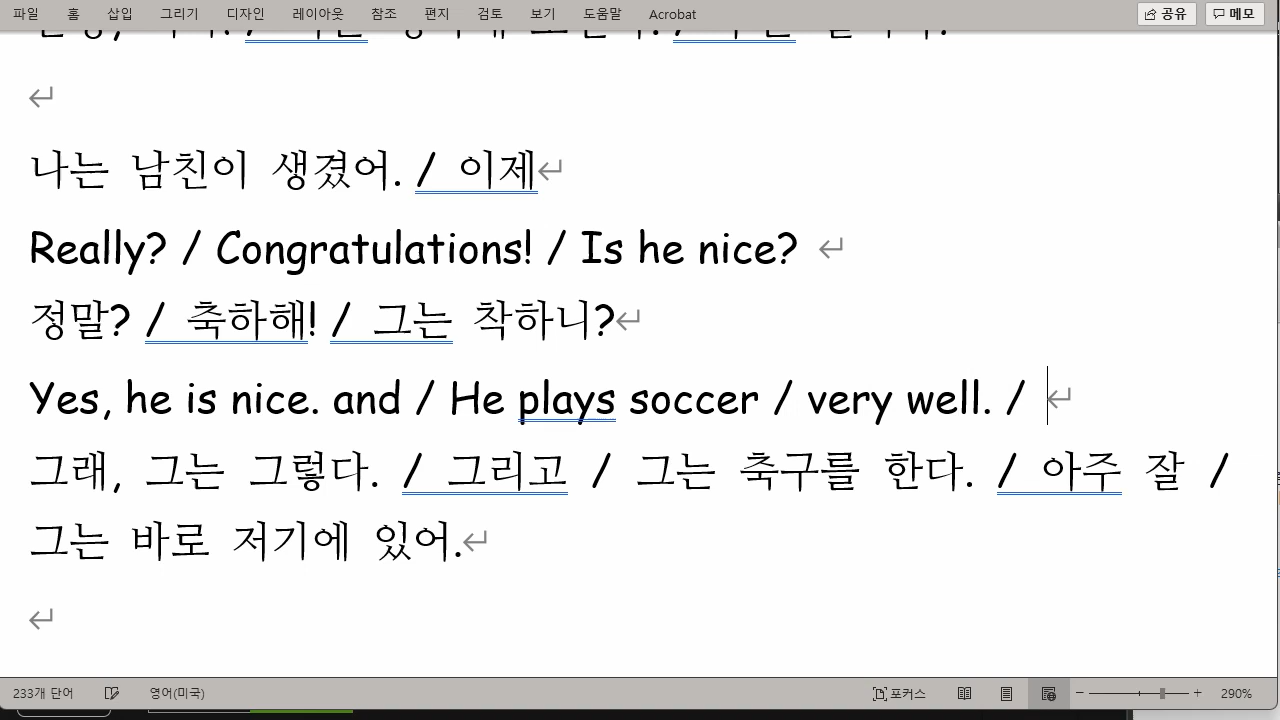 파일 홈 삽입 그리기 디자인 레이아웃 참조 편지 검토 보기 도움말 Acrobat 공유 메모
나는 남친이 생겼어. / 이제
Really? / Congratulations! / Is he nice?
정말? / 축하해! / 그는 착하니?
Yes, he is nice. and / He plays soccer / very well. /
그래, 그는 그렇다. / 그리고 / 그는 축구를 한다. / 아주 잘 /
그는 바로 저기에 있어.
233개 단어 영어(미국) 포커스 290%